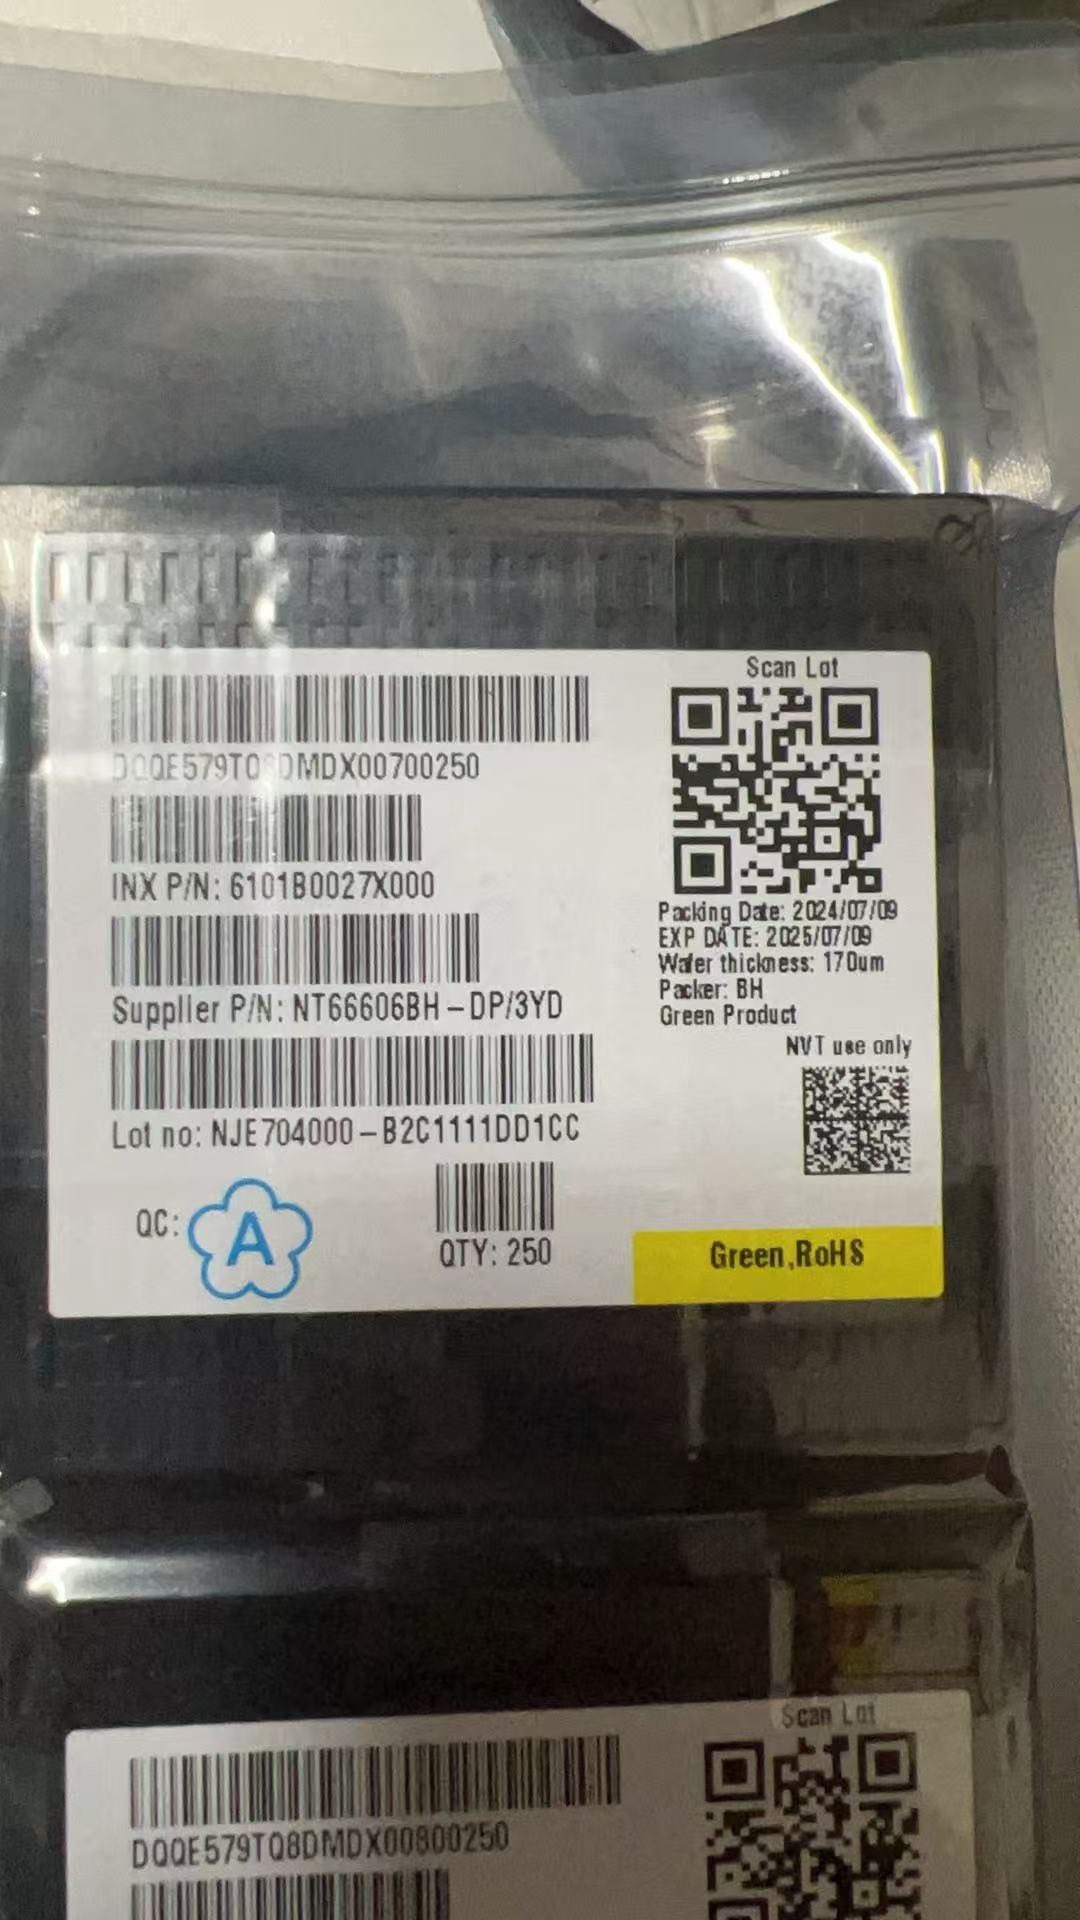 Scan Lot
DQQE579TQ8DMDX00700250
INX P/N: 6101B0027X000
Packing Date: 2024/07/09
EXP DATE: 2025/07/09
Wafer thickness: 170um
Packer: BH
Green Product
Supplier P/N: NT66606BH-DP/3YD
NVT use only
Lot no: NJE704000-B2C1111DD1CC
QC: A
QTY: 250
Green,RoHS
Scan Lot
DQQE579TQ8DMDX00800250